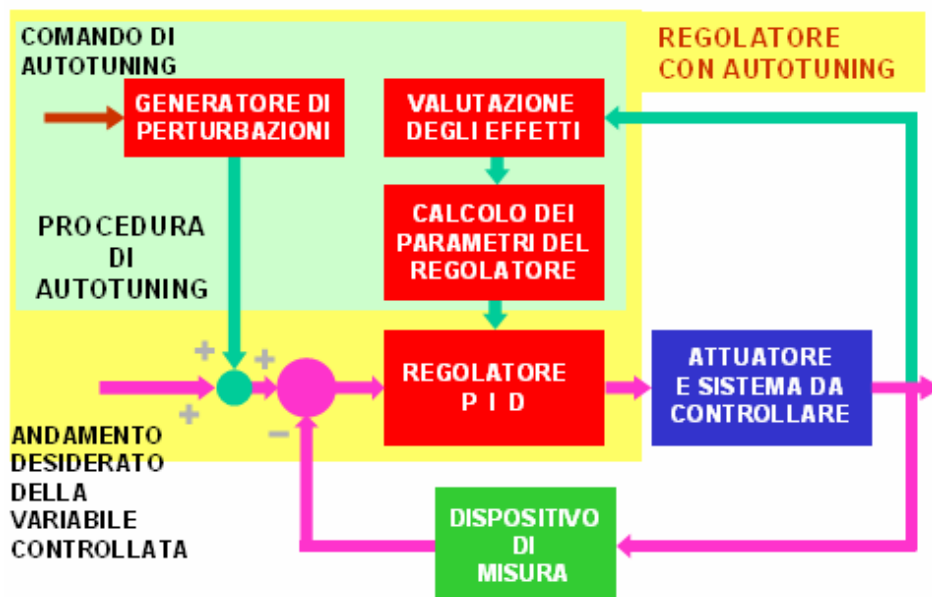 COMANDO DI
AUTOTUNING
REGOLATORE
CON AUTOTUNING
GENERATORE DI
PERTURBAZIONI
VALUTAZIONE
DEGLI EFFETTI
PROCEDURA
DI
AUTOTUNING
CALCOLO DEI
PARAMETRI DEL
REGOLATORE
+
+
+
−
REGOLATORE
P I D
ATTUATORE
E SISTEMA DA
CONTROLLARE
ANDAMENTO
DESIDERATO
DELLA
VARIABILE
CONTROLLATA
DISPOSITIVO
DI
MISURA